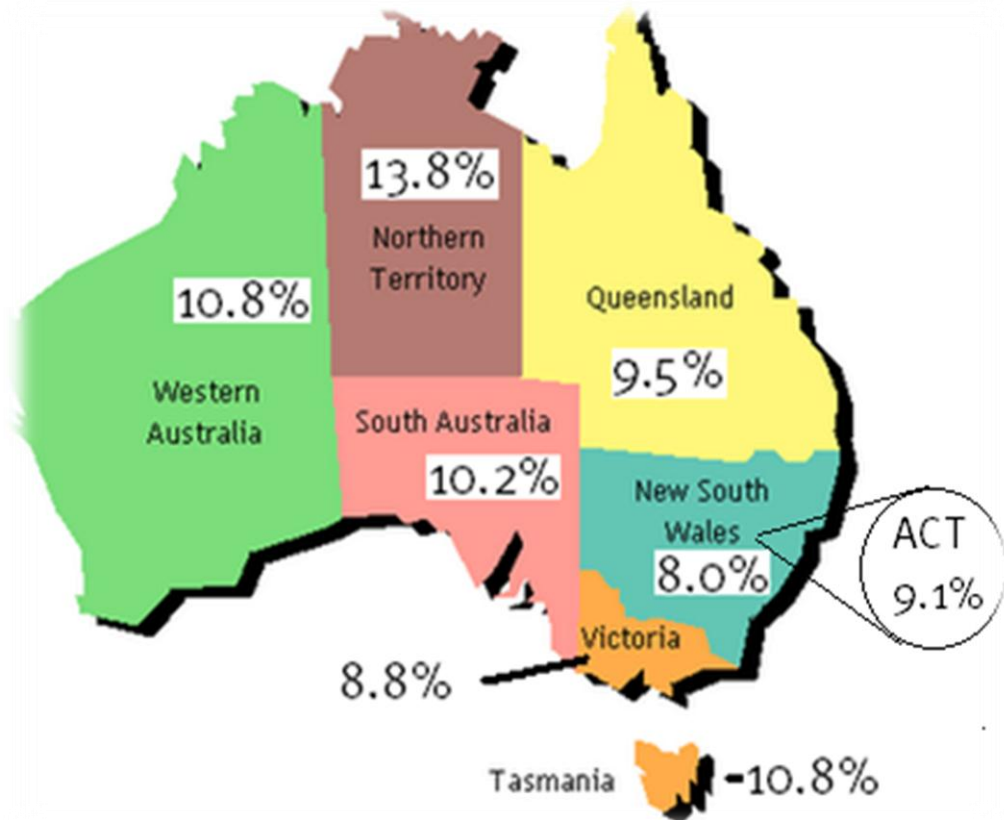 13.8%
Northern
Territory
10.8%
Western
Australia
Queensland
9.5%
South Australia
10.2%
New South
Wales
8.0%
ACT
9.1%
Victoria
8.8%
Tasmania
-10.8%